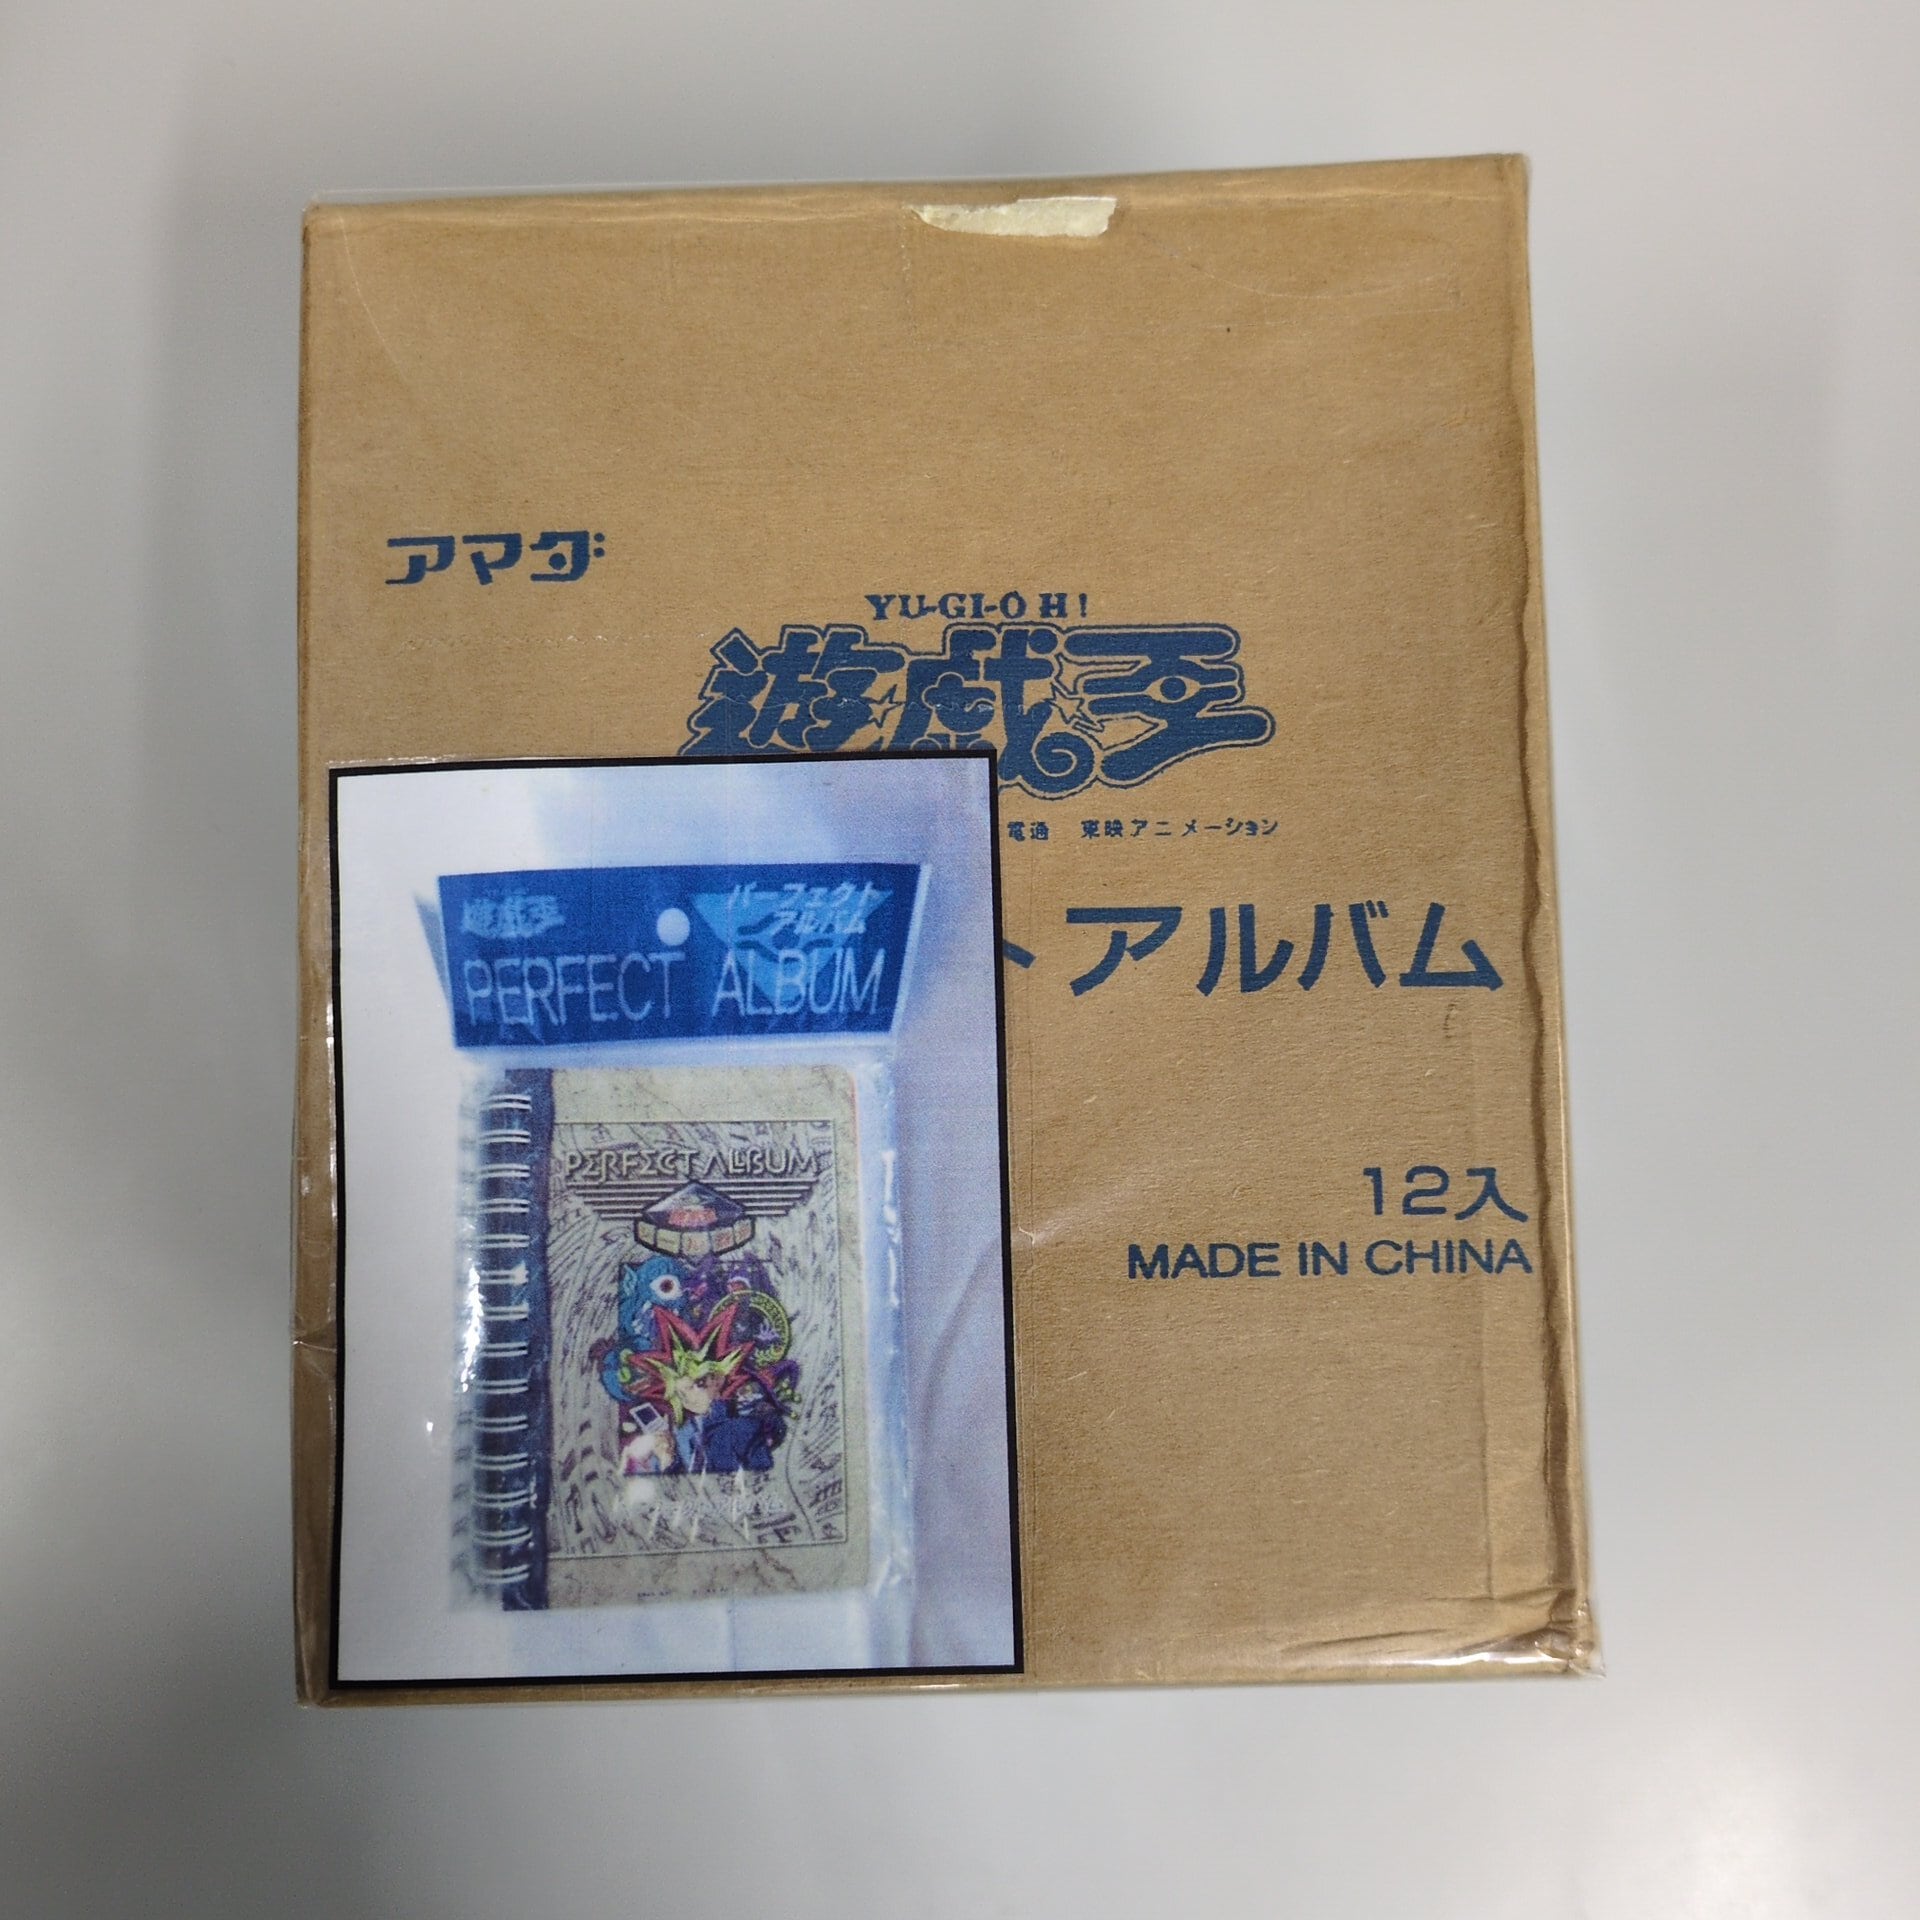 アマダ
YU-GI-OH!
遊戯王
電通 東映アニメーション
ト アルバム
12入
MADE IN CHINA
遊戯王
パーフェクト
アルバム
PERFECT ALBUM
PERFECT ALBUM